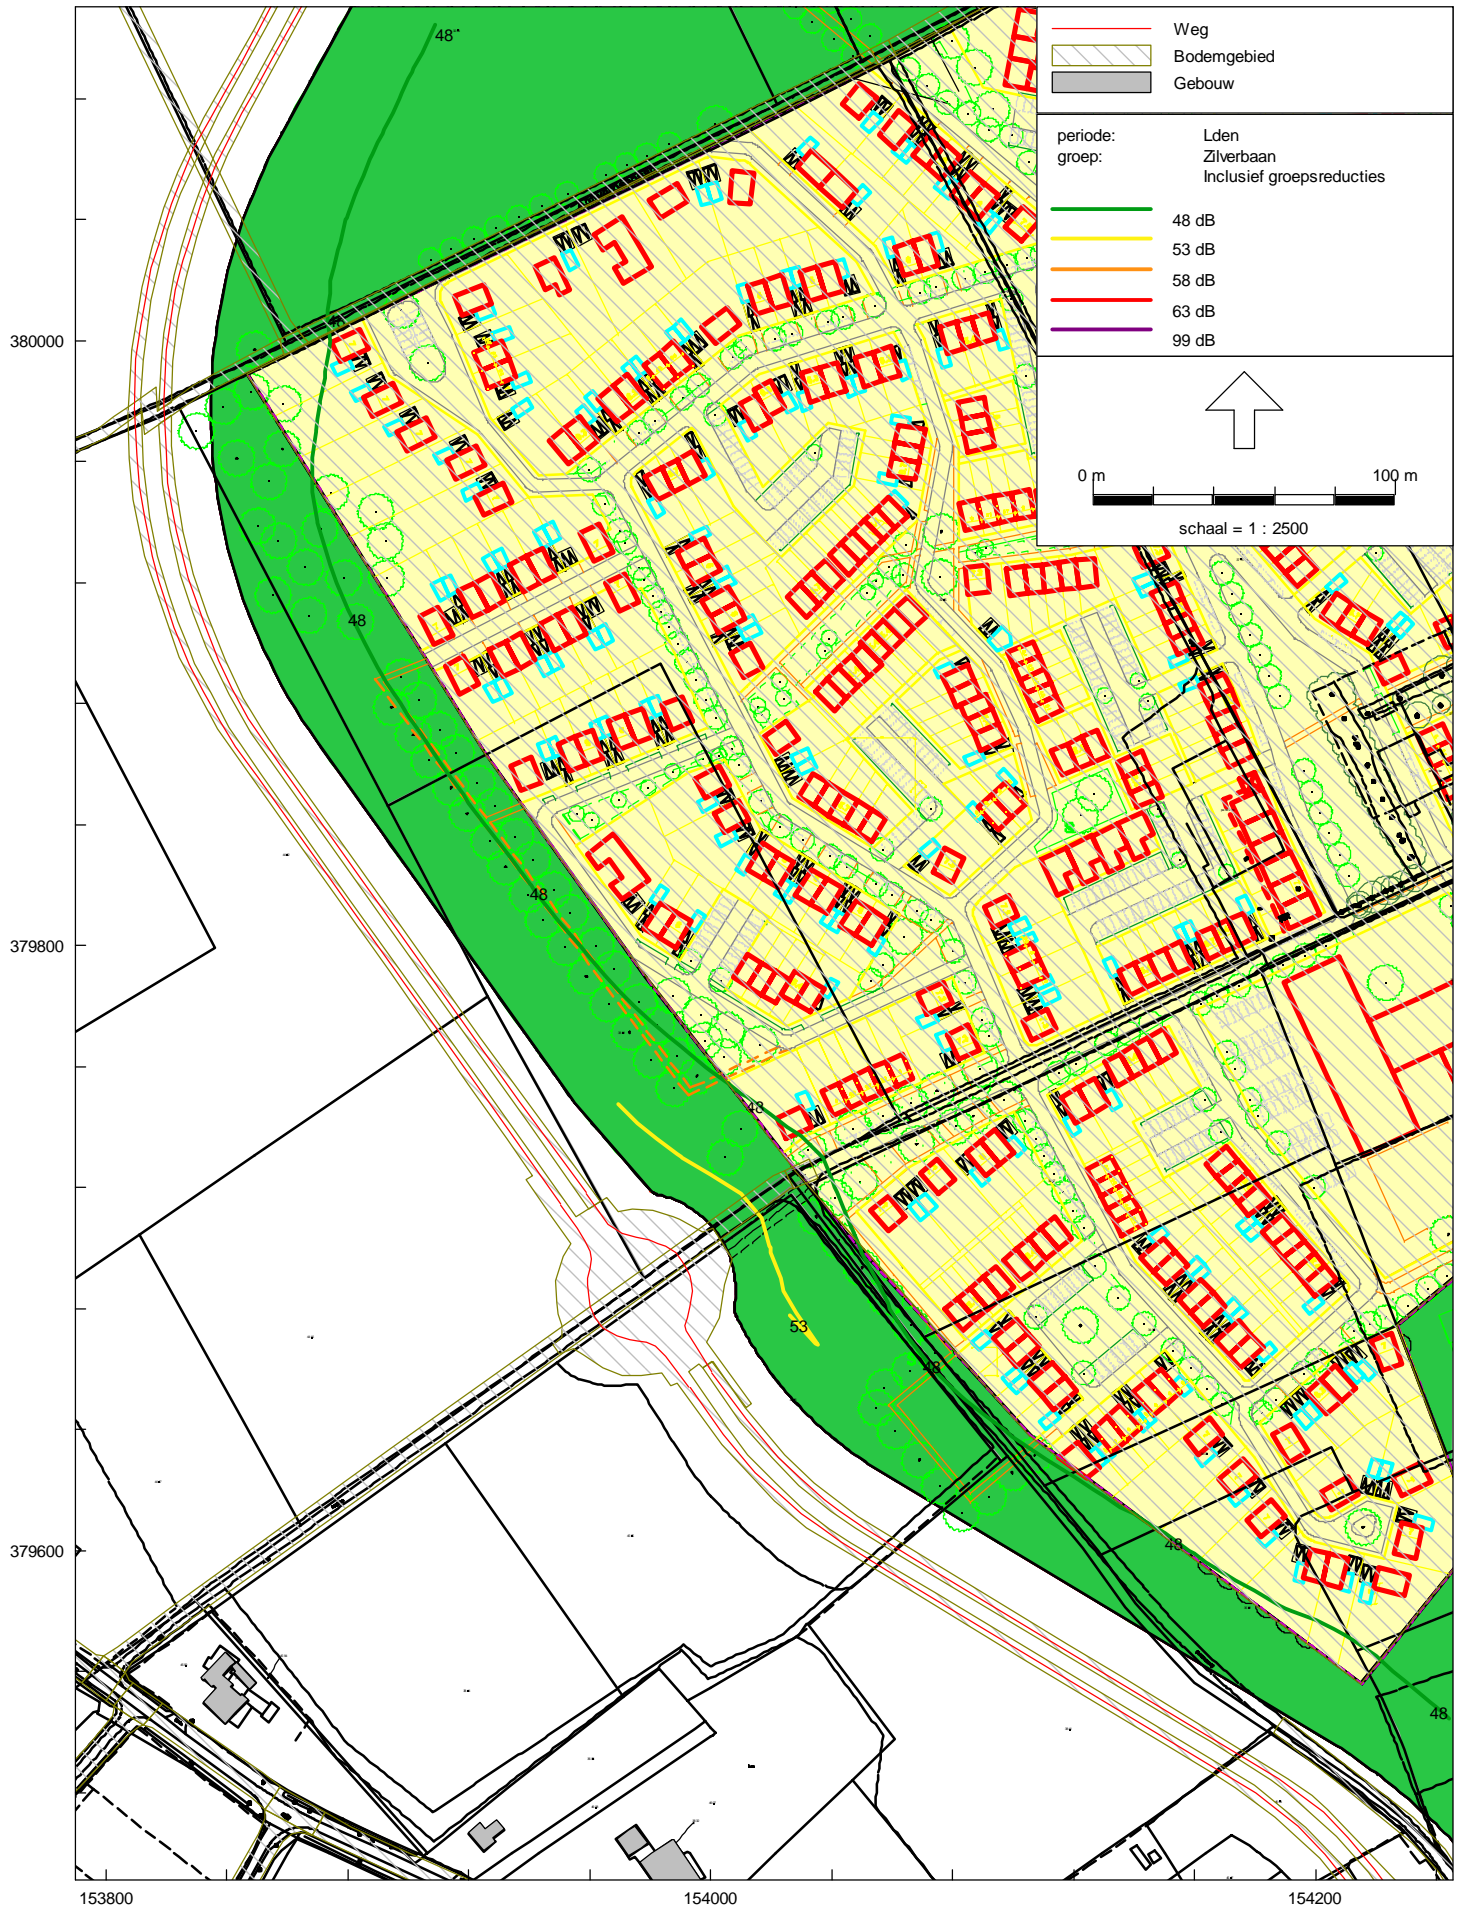 Weg
Bodemgebied
Gebouw
periode: Lden
groep: Zilverbaan
Inclusief groepsreducties
48 dB
53 dB
58 dB
63 dB
99 dB
0 m 100 m
schaal = 1 : 2500
48
380000
48
48
379800
48
53
48
48
379600
48
153800 154000 154200